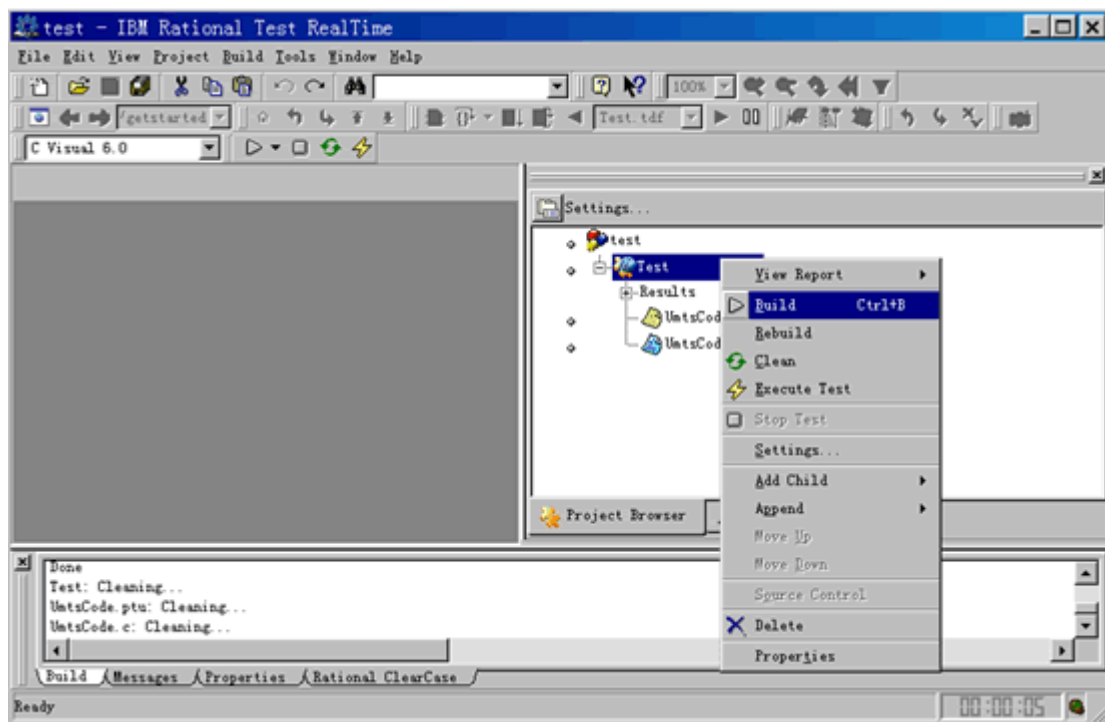 test - IBM Rational Test RealTime
File Edit View Project Build Tools Window Help
100%
getstarted
Test.tdf
C Visual 6.0
Settings...
test
Test
Results
UmtsCod
UmtsCod
View Report
Build Ctrl+B
Rebuild
Clean
Execute Test
Stop Test
Settings...
Add Child
Append
Move Up
Move Down
Source Control
Delete
Properties
Project Browser
Done
Test: Cleaning...
UmtsCode.ptu: Cleaning...
UmtsCode.c: Cleaning...
Build Messages Properties Rational ClearCase
Ready
00:00:05